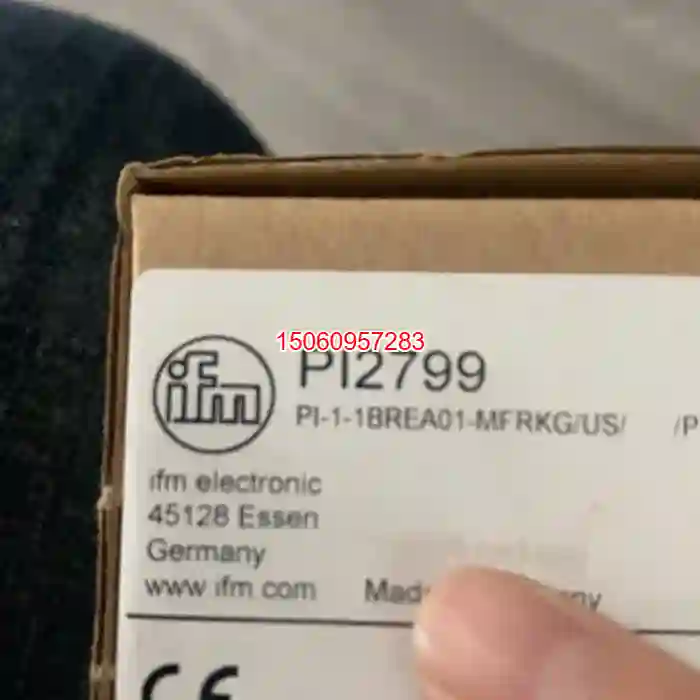 15060957283
ifm
PI2799
PI-1-1BREA01-MFRKG/US/ /P
ifm electronic
45128 Essen
Germany
www.ifm.com
CE